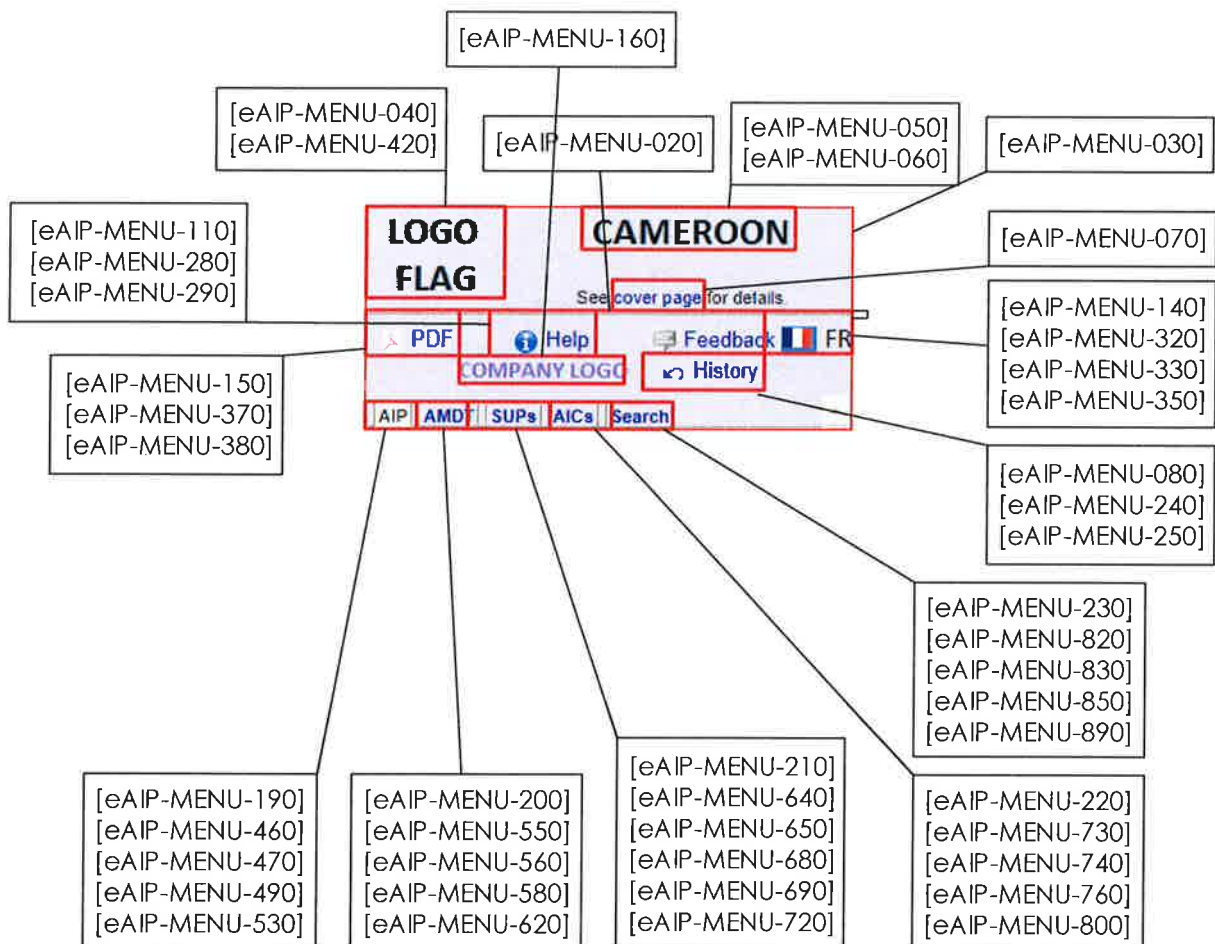 [eAIP-MENU-160]
[eAIP-MENU-040]
[eAIP-MENU-420]
[eAIP-MENU-020]
[eAIP-MENU-050]
[eAIP-MENU-060]
[eAIP-MENU-030]
[eAIP-MENU-110]
[eAIP-MENU-280]
[eAIP-MENU-290]
LOGO
FLAG
CAMEROON
[eAIP-MENU-070]
See cover page for details.
PDF
Help
Feedback
FR
[eAIP-MENU-140]
[eAIP-MENU-320]
[eAIP-MENU-330]
[eAIP-MENU-350]
COMPANY LOGO
History
[eAIP-MENU-150]
[eAIP-MENU-370]
[eAIP-MENU-380]
AIP
AMDT
SUPs
AICs
Search
[eAIP-MENU-080]
[eAIP-MENU-240]
[eAIP-MENU-250]
[eAIP-MENU-230]
[eAIP-MENU-820]
[eAIP-MENU-830]
[eAIP-MENU-850]
[eAIP-MENU-890]
[eAIP-MENU-190]
[eAIP-MENU-460]
[eAIP-MENU-470]
[eAIP-MENU-490]
[eAIP-MENU-530]
[eAIP-MENU-200]
[eAIP-MENU-550]
[eAIP-MENU-560]
[eAIP-MENU-580]
[eAIP-MENU-620]
[eAIP-MENU-210]
[eAIP-MENU-640]
[eAIP-MENU-650]
[eAIP-MENU-680]
[eAIP-MENU-690]
[eAIP-MENU-720]
[eAIP-MENU-220]
[eAIP-MENU-730]
[eAIP-MENU-740]
[eAIP-MENU-760]
[eAIP-MENU-800]